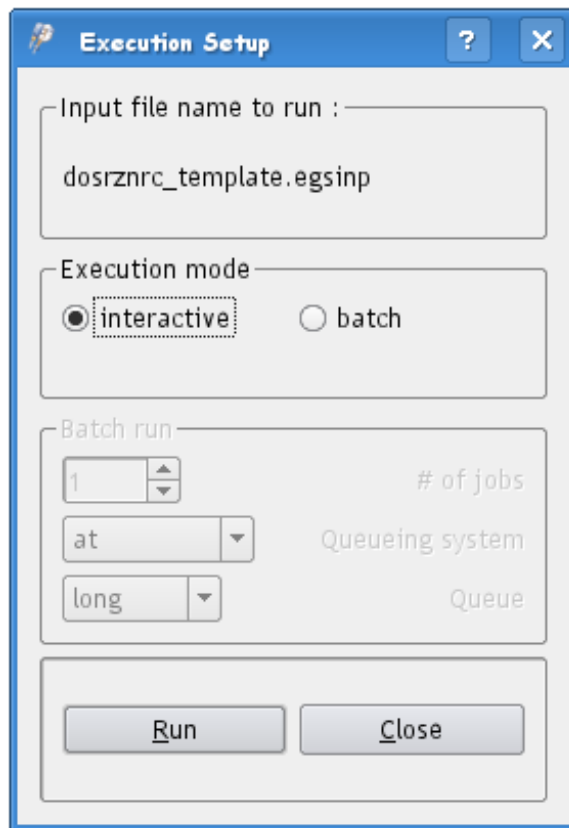 Execution Setup ?
Input file name to run :
dosrznrc_template.egsinp
Execution mode
interactive batch
Batch run
1 # of jobs
at Queueing system
long Queue
Run Close